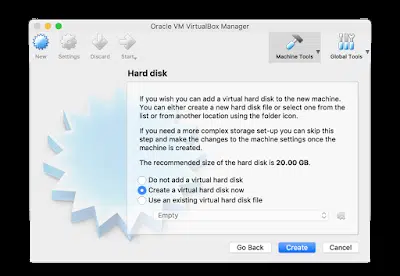 Oracle VM VirtualBox Manager
New Settings Discard Start Machine Tools Global Tools
Hard disk
If you wish you can add a virtual hard disk to the new machine.
You can either create a new hard disk file or select one from the
list or from another location using the folder icon.
If you need a more complex storage set-up you can skip this
step and make the changes to the machine settings once the
machine is created.
The recommended size of the hard disk is 20.00 GB.
Do not add a virtual hard disk
Create a virtual hard disk now
Use an existing virtual hard disk file
Empty
Go Back Create Cancel